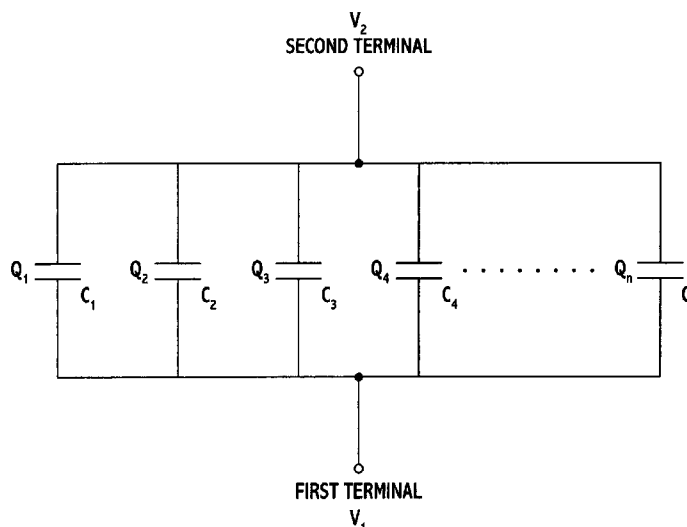 V₂
SECOND TERMINAL
Q₁ Q₂ Q₃ Q₄ . . . . . . . . Qₙ
C₁ C₂ C₃ C₄ C
FIRST TERMINAL
V₁